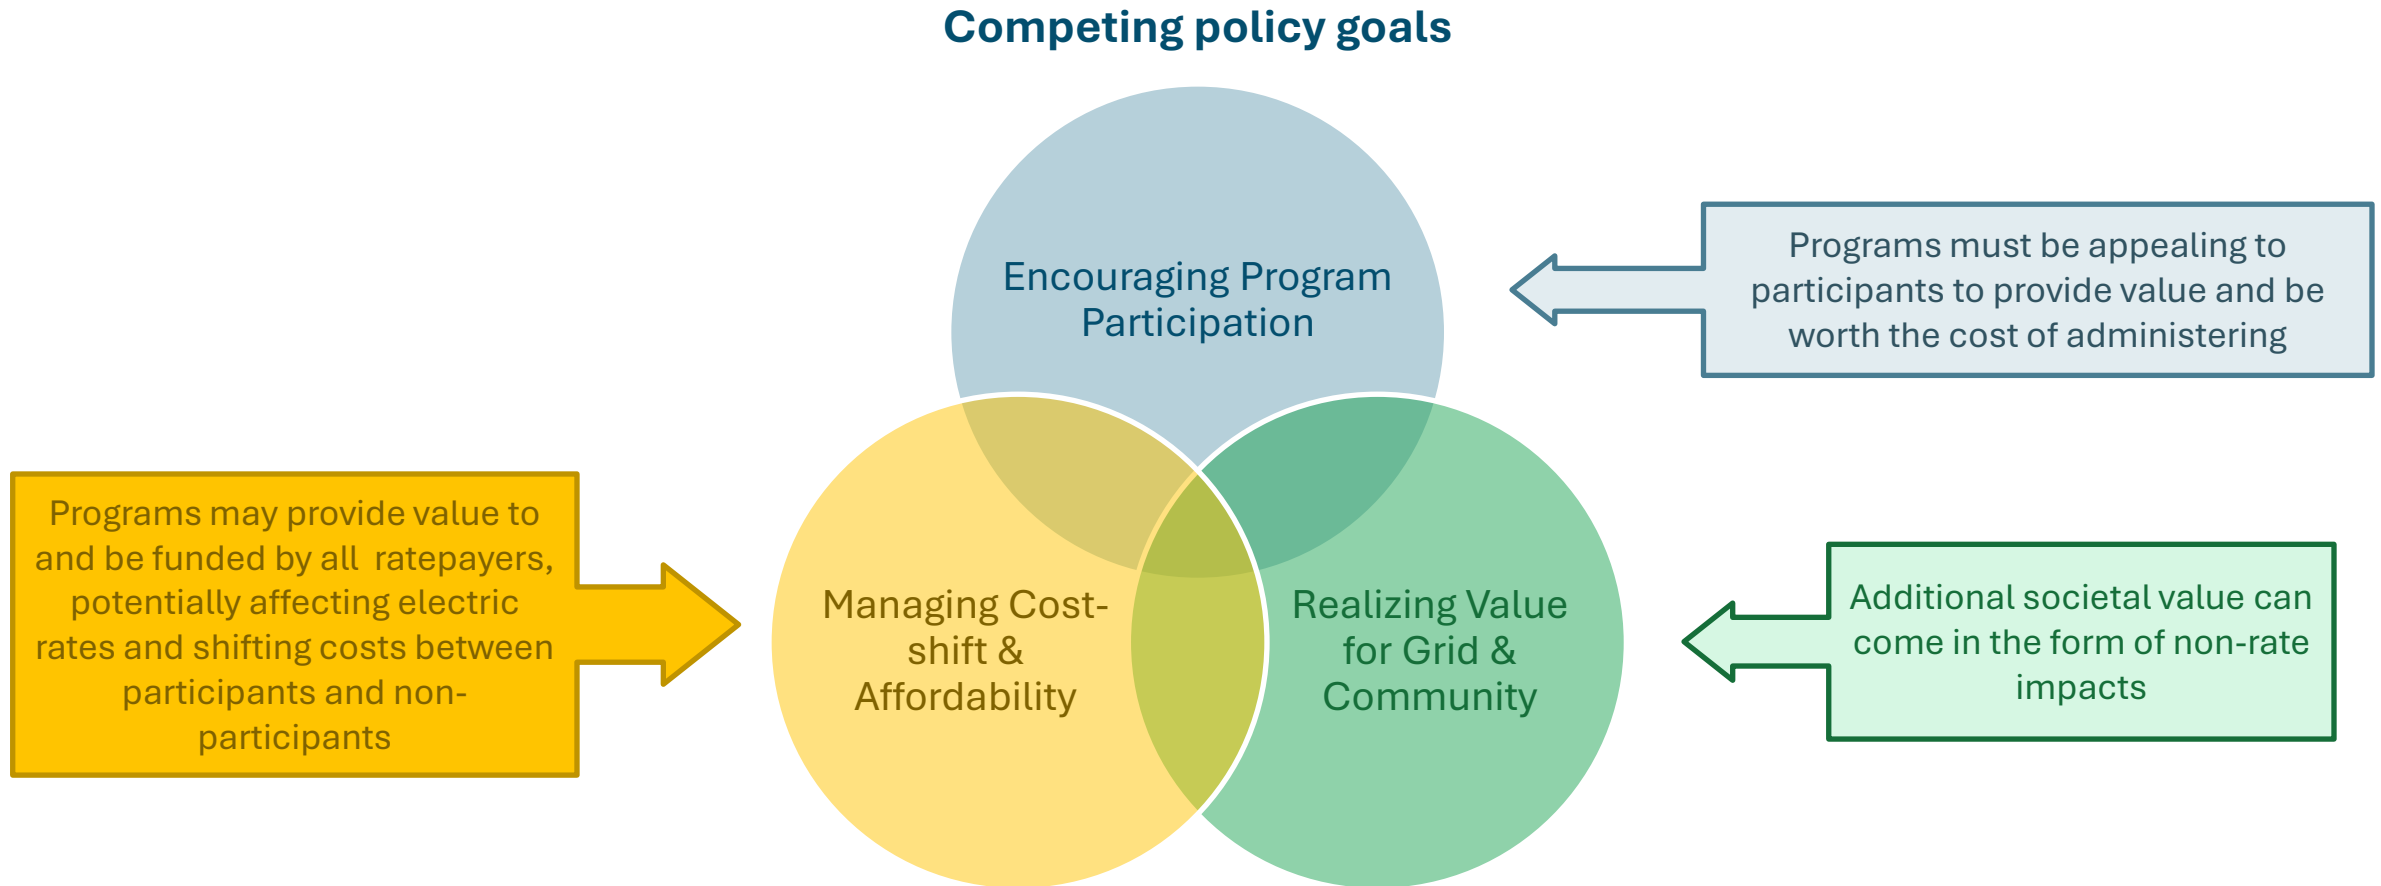 Competing policy goals
Encouraging Program
Participation
Programs must be appealing to
participants to provide value and be
worth the cost of administering
Programs may provide value to
and be funded by all  ratepayers,
potentially affecting electric
rates and shifting costs between
participants and non-
participants
Managing Cost-
shift &
Affordability
Realizing Value
for Grid &
Community
Additional societal value can
come in the form of non-rate
impacts